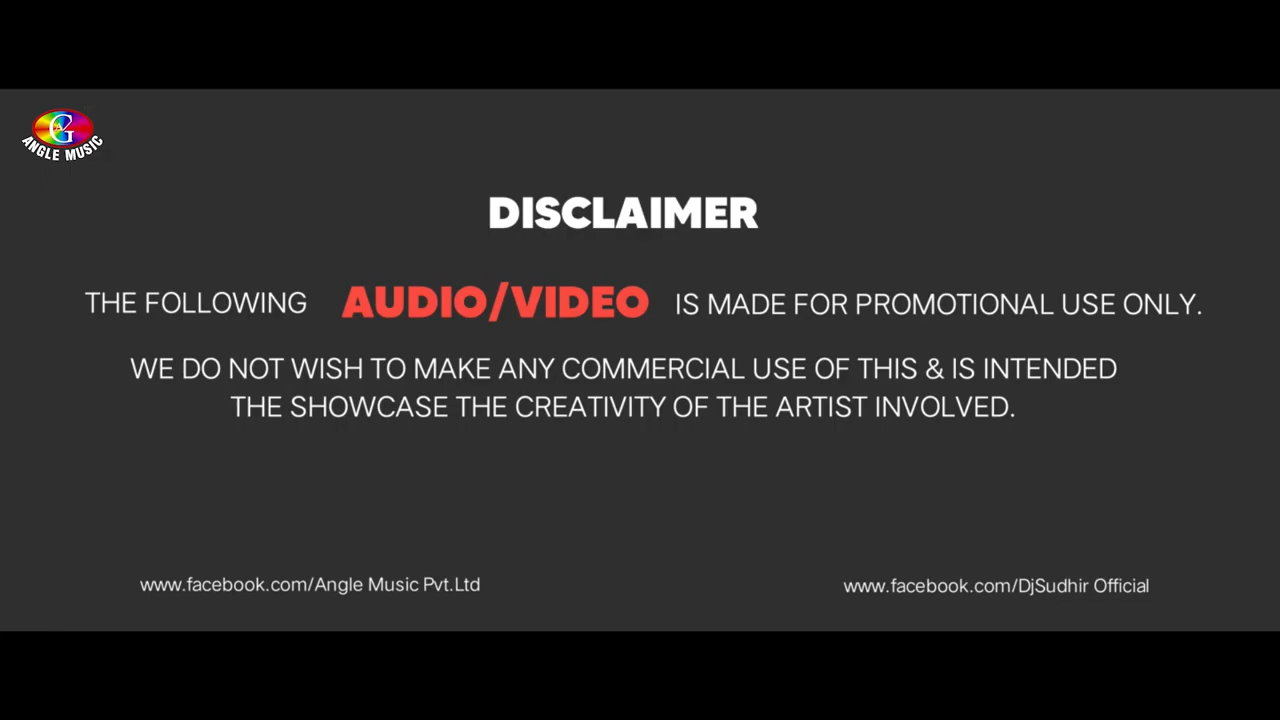 ANGLE MUSIC
DISCLAIMER
THE FOLLOWING AUDIO/VIDEO IS MADE FOR PROMOTIONAL USE ONLY.
WE DO NOT WISH TO MAKE ANY COMMERCIAL USE OF THIS & IS INTENDED
THE SHOWCASE THE CREATIVITY OF THE ARTIST INVOLVED.
www.facebook.com/Angle Music Pvt.Ltd
www.facebook.com/DjSudhir Official